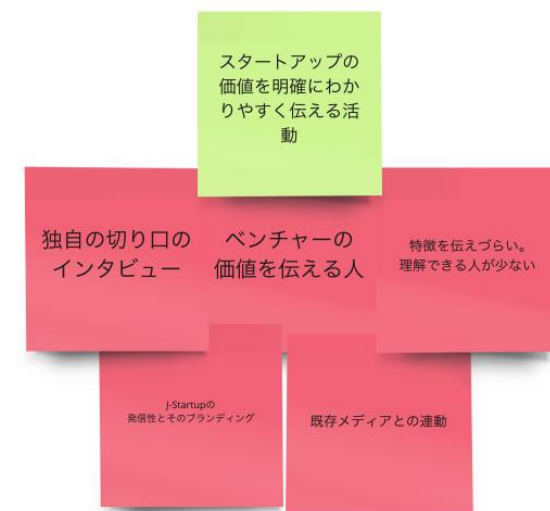 スタートアップの
価値を明確にわか
りやすく伝える活
動
独自の切り口の
インタビュー
ベンチャーの
価値を伝える人
特徴を伝えづらい。
理解できる人が少ない
J-Startupの
発信性とそのブランディング
既存メディアとの連動